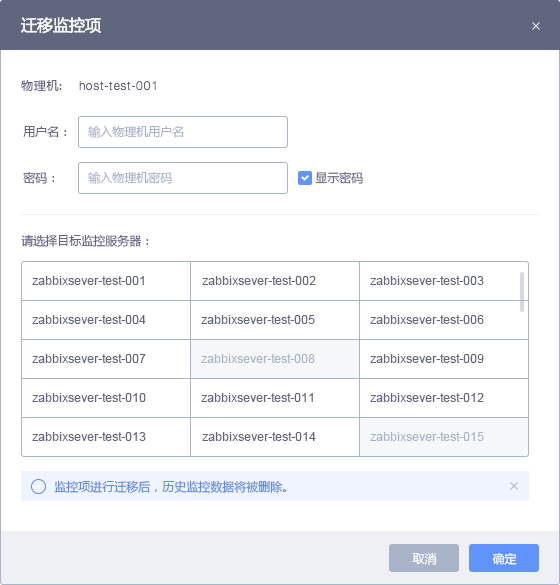 迁移监控项
物理机: host-test-001
用户名： 输入物理机用户名
密码： 输入物理机密码 显示密码
请选择目标监控服务器：
zabbixsever-test-001 zabbixsever-test-002 zabbixsever-test-003
zabbixsever-test-004 zabbixsever-test-005 zabbixsever-test-006
zabbixsever-test-007 zabbixsever-test-008 zabbixsever-test-009
zabbixsever-test-010 zabbixsever-test-011 zabbixsever-test-012
zabbixsever-test-013 zabbixsever-test-014 zabbixsever-test-015
监控项进行迁移后，历史监控数据将被删除。
取消 确定